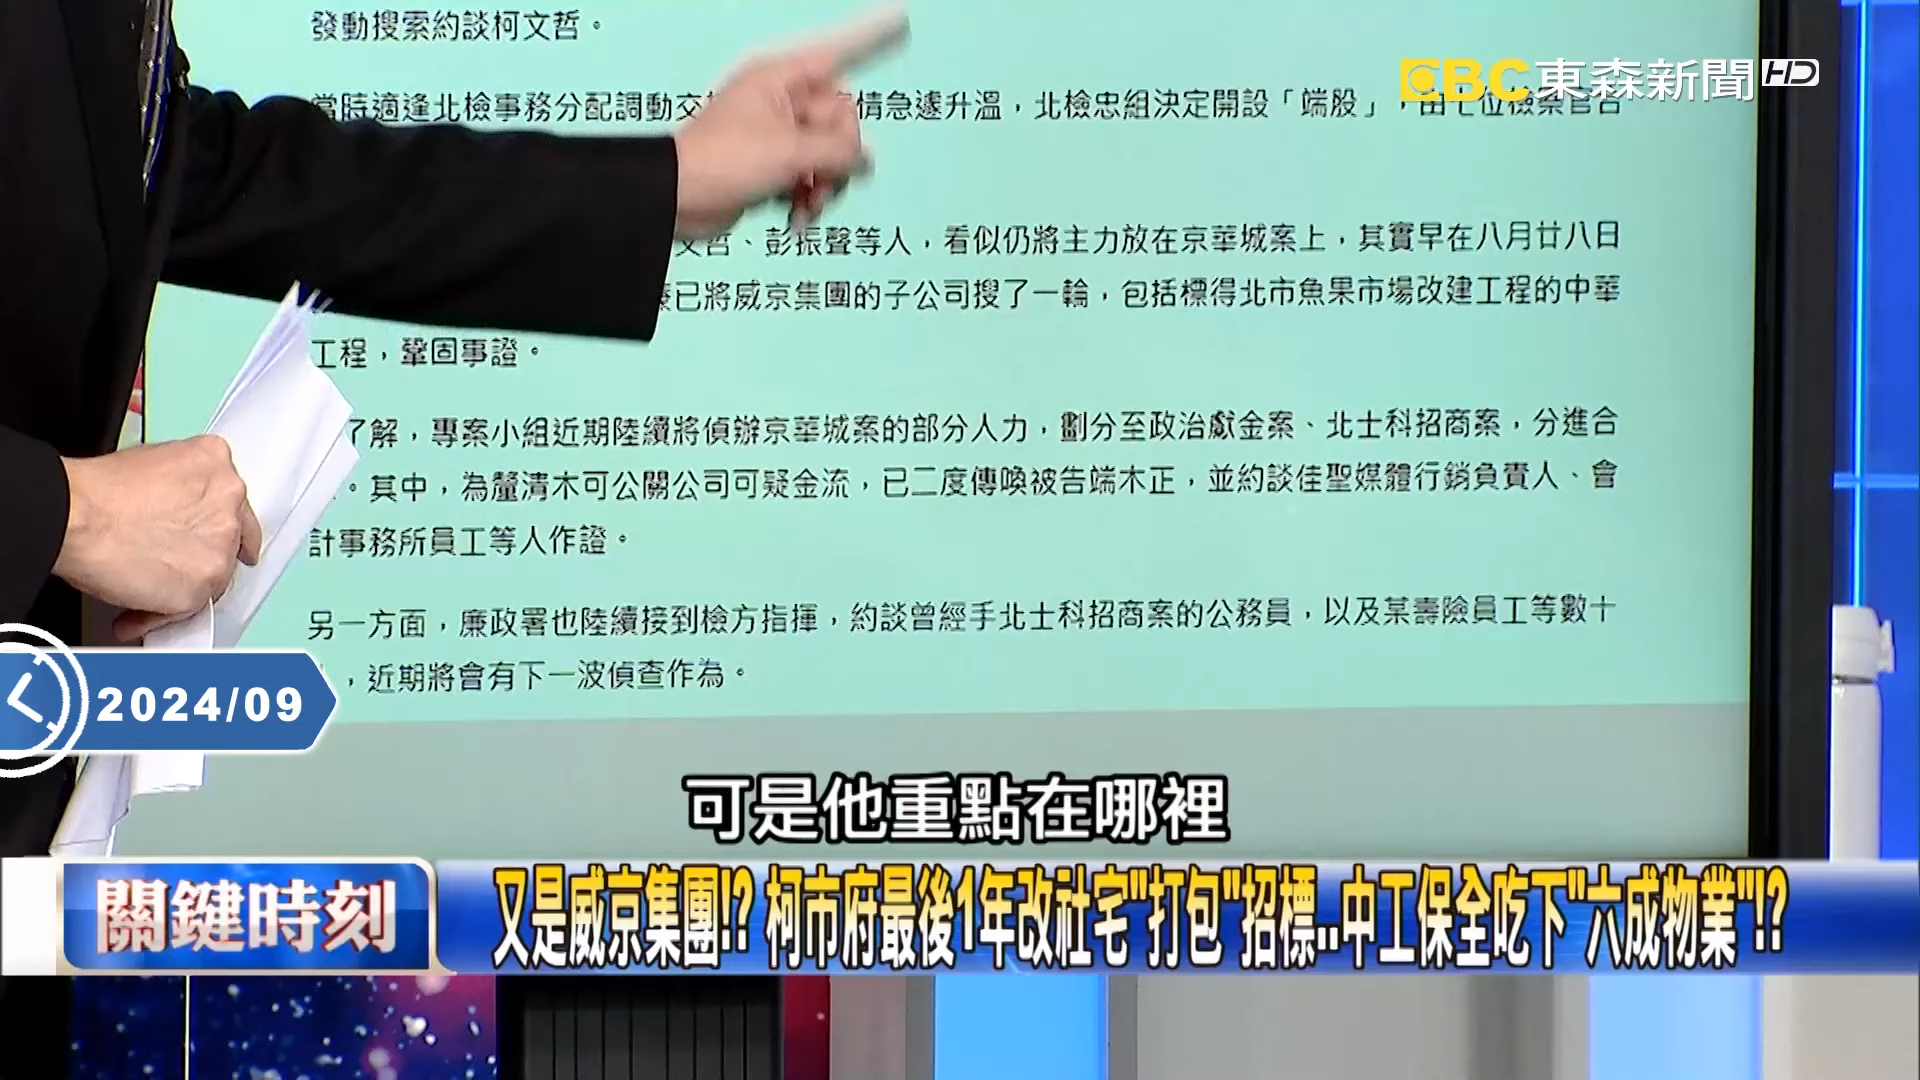 發動搜索約談柯文哲。
EBC 東森新聞 HD
當時適逢北檢事務分配調動交 情急遽升溫，北檢忠組決定開設「端股」，由七位檢察官合
文哲、彭振聲等人，看似仍將主力放在京華城案上，其實早在八月廿八日
已將威京集團的子公司搜了一輪，包括標得北市魚果市場改建工程的中華
工程，鞏固事證。
了解，專案小組近期陸續將偵辦京華城案的部分人力，劃分至政治獻金案、北士科招商案，分進合
。其中，為釐清木可公關公司可疑金流，已二度傳喚被告端木正，並約談佳聖媒體行銷負責人、會
計事務所員工等人作證。
另一方面，廉政署也陸續接到檢方指揮，約談曾經手北士科招商案的公務員，以及某壽險員工等數十
，近期將會有下一波偵查作為。
2024/09
可是他重點在哪裡
關鍵時刻
又是威京集團!? 柯市府最後1年改社宅"打包"招標..中工保全吃下"六成物業"!?